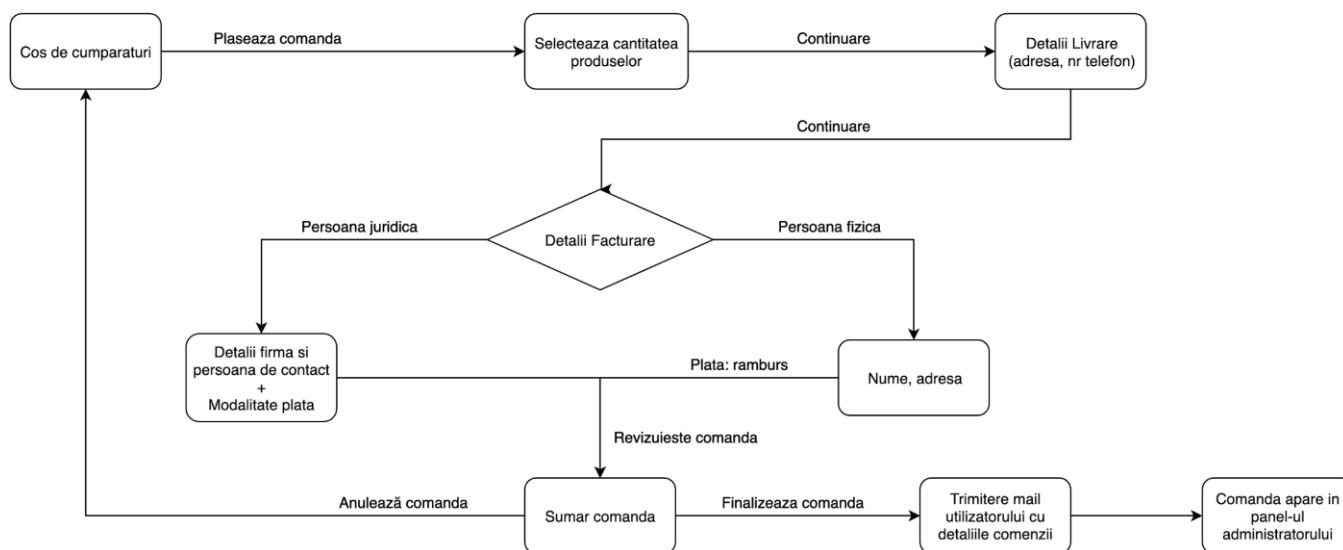 Cos de cumparaturi
Plaseaza comanda
Selecteaza cantitatea
produselor
Continuare
Detalii Livrare
(adresa, nr telefon)
Continuare
Persoana juridica
Detalii Facturare
Persoana fizica
Detalii firma si
persoana de contact
+
Modalitate plata
Plata: ramburs
Nume, adresa
Revizuieste comanda
Anulează comanda
Sumar comanda
Finalizeaza comanda
Trimitere mail
utilizatorului cu
detaliile comenzii
Comanda apare in
panel-ul
administratorului